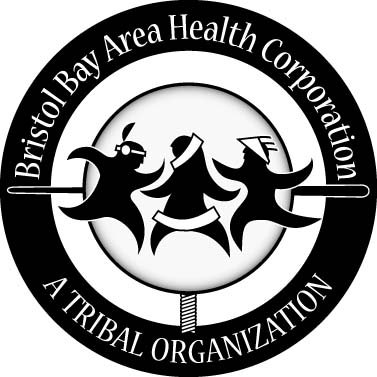 Bristol Bay Area Health Corporation
A TRIBAL ORGANIZATION